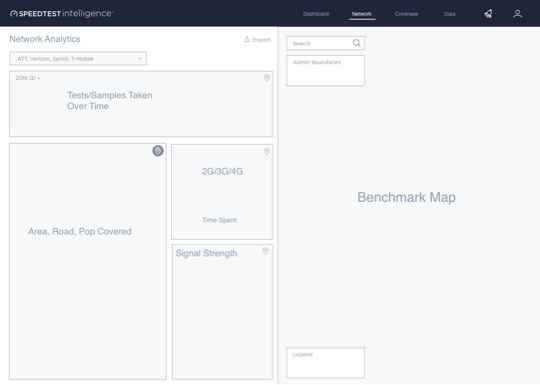 SPEEDTEST intelligence™
Dashboard
Network
Coverage
Data
Network Analytics
Export
ATT, Verizon, Sprint, T-Mobile
2018 Q1
Tests/Samples Taken
Over Time
Area, Road, Pop Covered
2G/3G/4G
Time Spent
Signal Strength
Search
Admin Boundaries
Benchmark Map
Legend